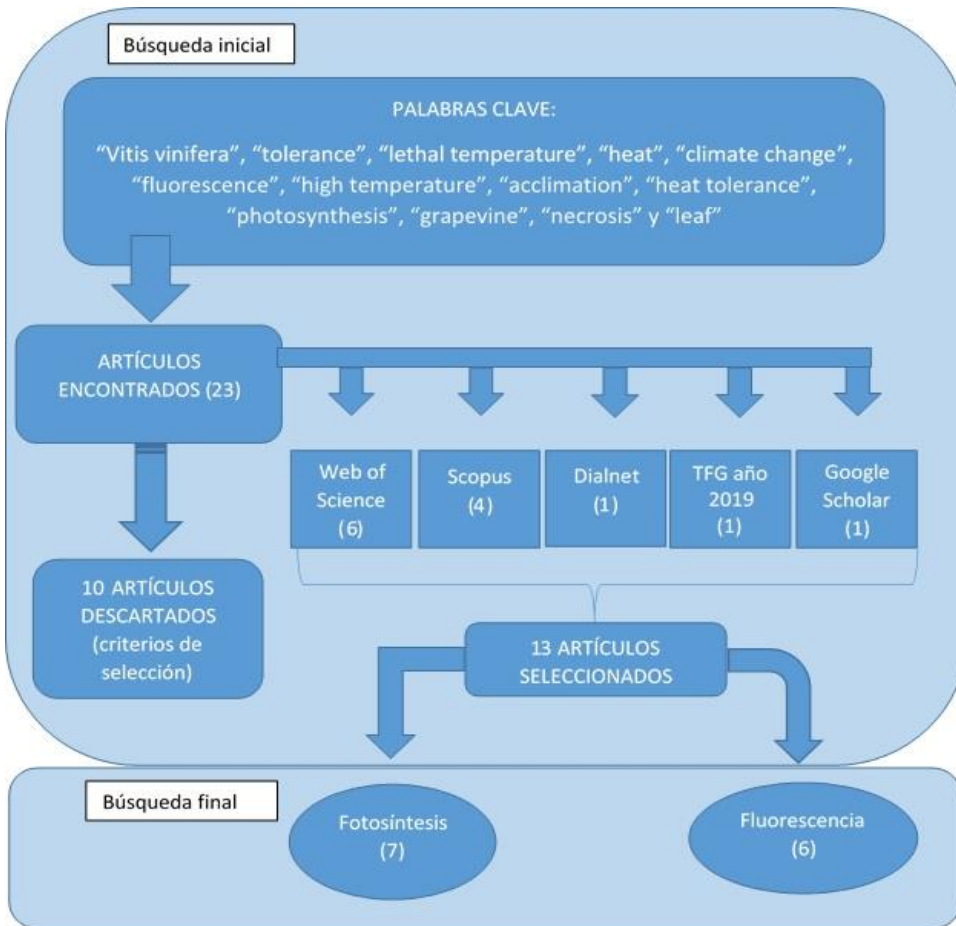 Búsqueda inicial
PALABRAS CLAVE:
“Vitis vinifera”, “tolerance”, “lethal temperature”, “heat”, “climate change”,
“fluorescence”, “high temperature”, “acclimation”, “heat tolerance”,
“photosynthesis”, “grapevine”, “necrosis” y “leaf”
ARTÍCULOS
ENCONTRADOS (23)
Web of
Science
(6)
Scopus
(4)
Dialnet
(1)
TFG año
2019
(1)
Google
Scholar
(1)
10 ARTÍCULOS
DESCARTADOS
(criterios de
selección)
13 ARTÍCULOS
SELECCIONADOS
Búsqueda final
Fotosíntesis
(7)
Fluorescencia
(6)